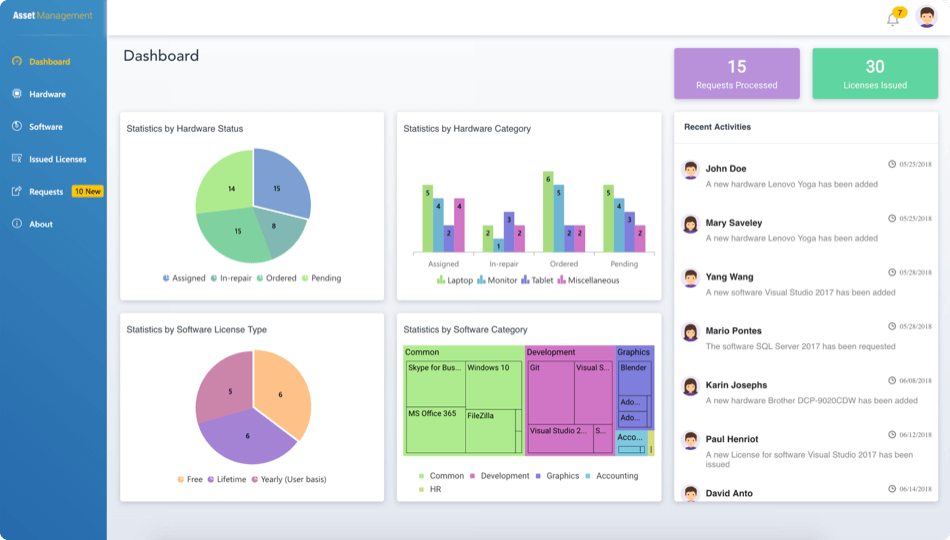 Asset Management
7
Dashboard
Hardware
Software
Issued Licenses
Requests 10 New
About
Dashboard
15
Requests Processed
30
Licenses Issued
Statistics by Hardware Status
14
15
15
8
Assigned In-repair Ordered Pending
Statistics by Hardware Category
5 4 2 4
2 1 3 2
6 5 2 2
5 4 3 2
Assigned In-repair Ordered Pending
Laptop Monitor Tablet Miscellaneous
Statistics by Software License Type
5
6
6
Free Lifetime Yearly (User basis)
Statistics by Software Category
Common Development Graphics
Skype for Bus... Windows 10 Git Visual S... Blender
Ado...
MS Office 365 FileZilla Ado...
Visual Studio 2... S... Acco...
Common Development Graphics Accounting
HR
Recent Activities
John Doe 05/25/2018
A new hardware Lenovo Yoga has been added
Mary Saveley 05/25/2018
A new hardware Lenovo Yoga has been added
Yang Wang 05/28/2018
A new software Visual Studio 2017 has been added
Mario Pontes 05/28/2018
The software SQL Server 2017 has been requested
Karin Josephs 06/08/2018
A new hardware Brother DCP-9020CDW has been added
Paul Henriot 06/12/2018
A new License for software Visual Studio 2017 has been
issued
David Anto 06/14/2018